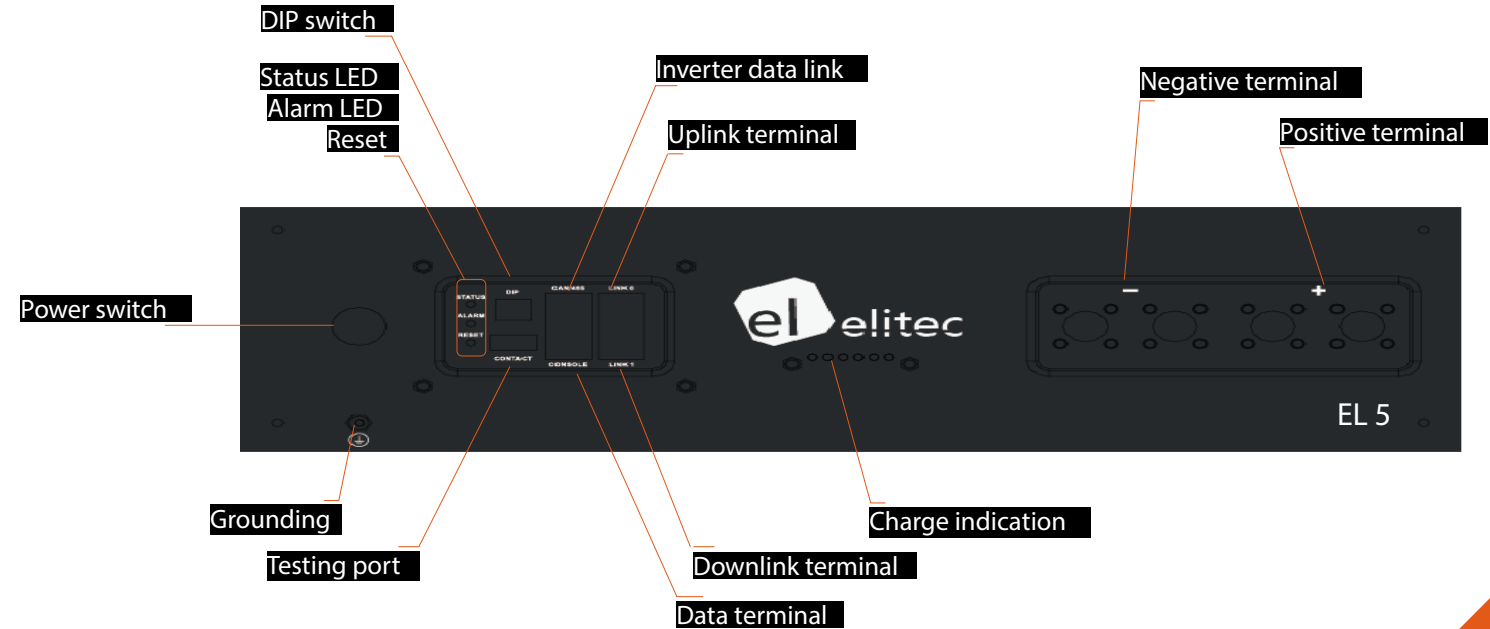 DIP switch
Status LED
Alarm LED
Reset
Inverter data link
Uplink terminal
Negative terminal
Positive terminal
Power switch
STATUS
ALARM
RESET
DIP
CONTACT
CAN/485
CONSOLE
LINK 0
LINK 1
el elitec
−
+
EL 5
Grounding
Testing port
Charge indication
Downlink terminal
Data terminal